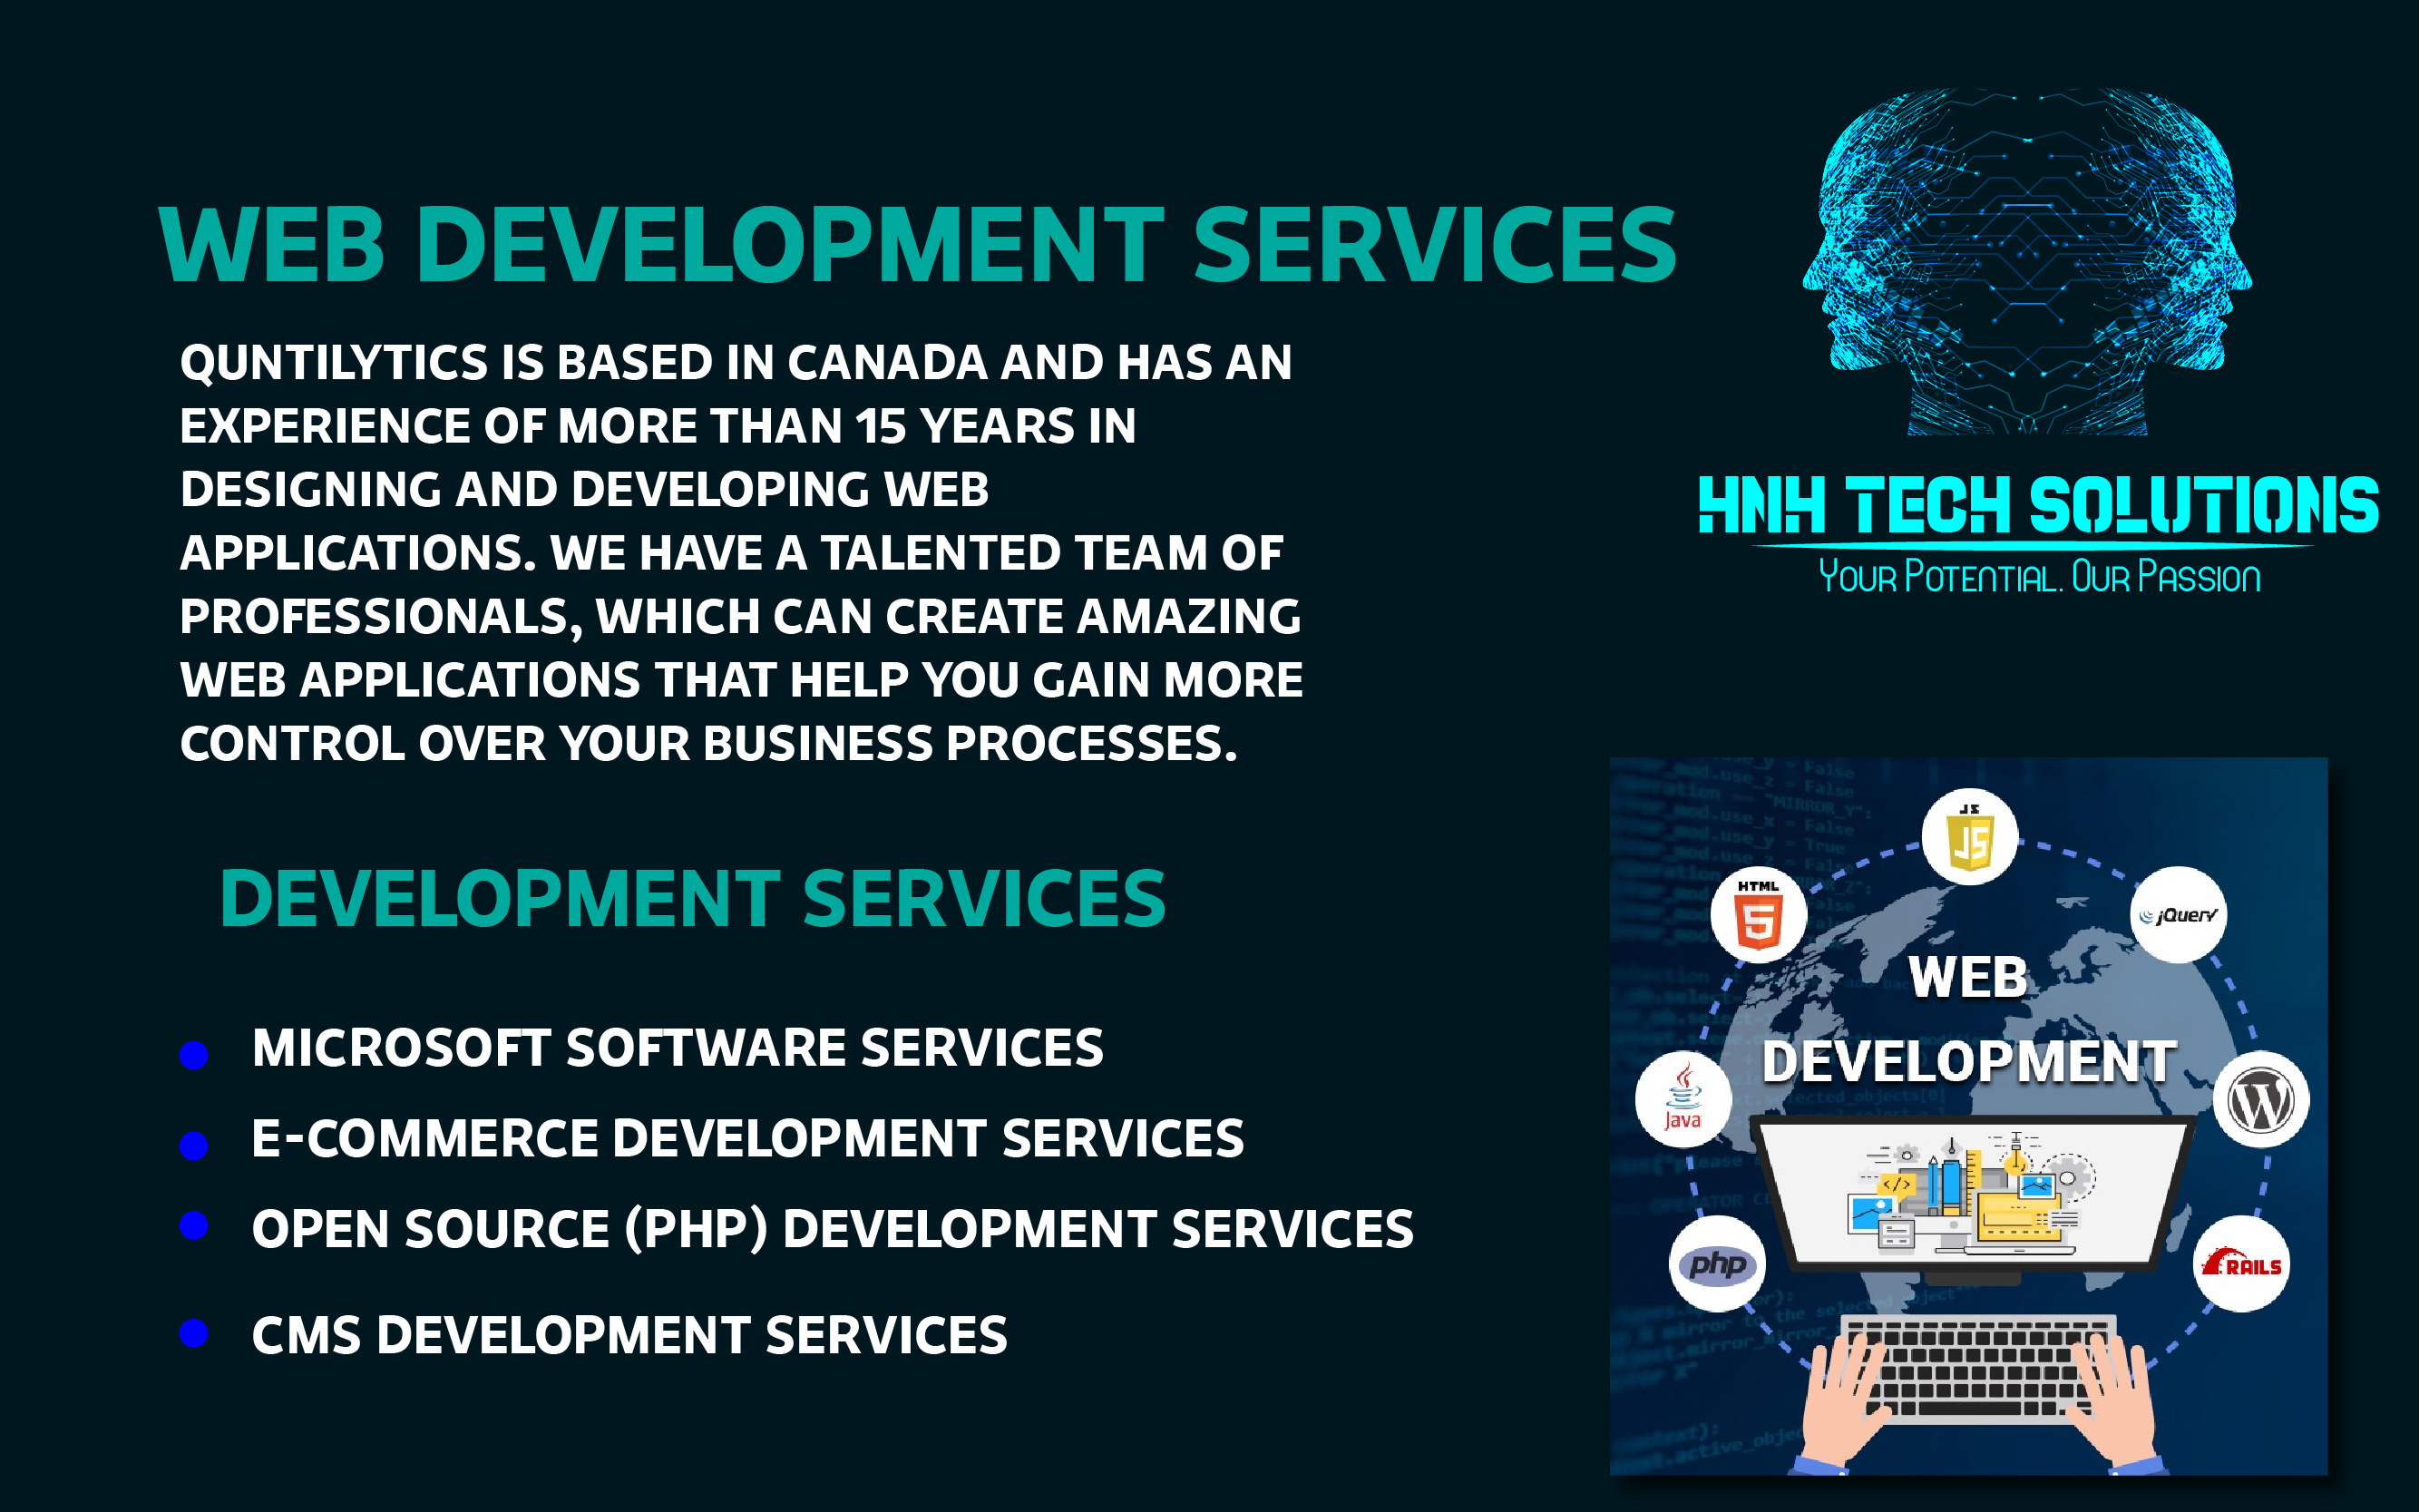 WEB DEVELOPMENT SERVICES
QUNTILYTICS IS BASED IN CANADA AND HAS AN
EXPERIENCE OF MORE THAN 15 YEARS IN
DESIGNING AND DEVELOPING WEB
APPLICATIONS. WE HAVE A TALENTED TEAM OF
PROFESSIONALS, WHICH CAN CREATE AMAZING
WEB APPLICATIONS THAT HELP YOU GAIN MORE
CONTROL OVER YOUR BUSINESS PROCESSES.
DEVELOPMENT SERVICES
MICROSOFT SOFTWARE SERVICES
E-COMMERCE DEVELOPMENT SERVICES
OPEN SOURCE (PHP) DEVELOPMENT SERVICES
CMS DEVELOPMENT SERVICES
HNH TECH SOLUTIONS
YOUR POTENTIAL. OUR PASSION
JS
JS
HTML
5
jQuery
WEB
DEVELOPMENT
Java
W
</>
php
RAILS